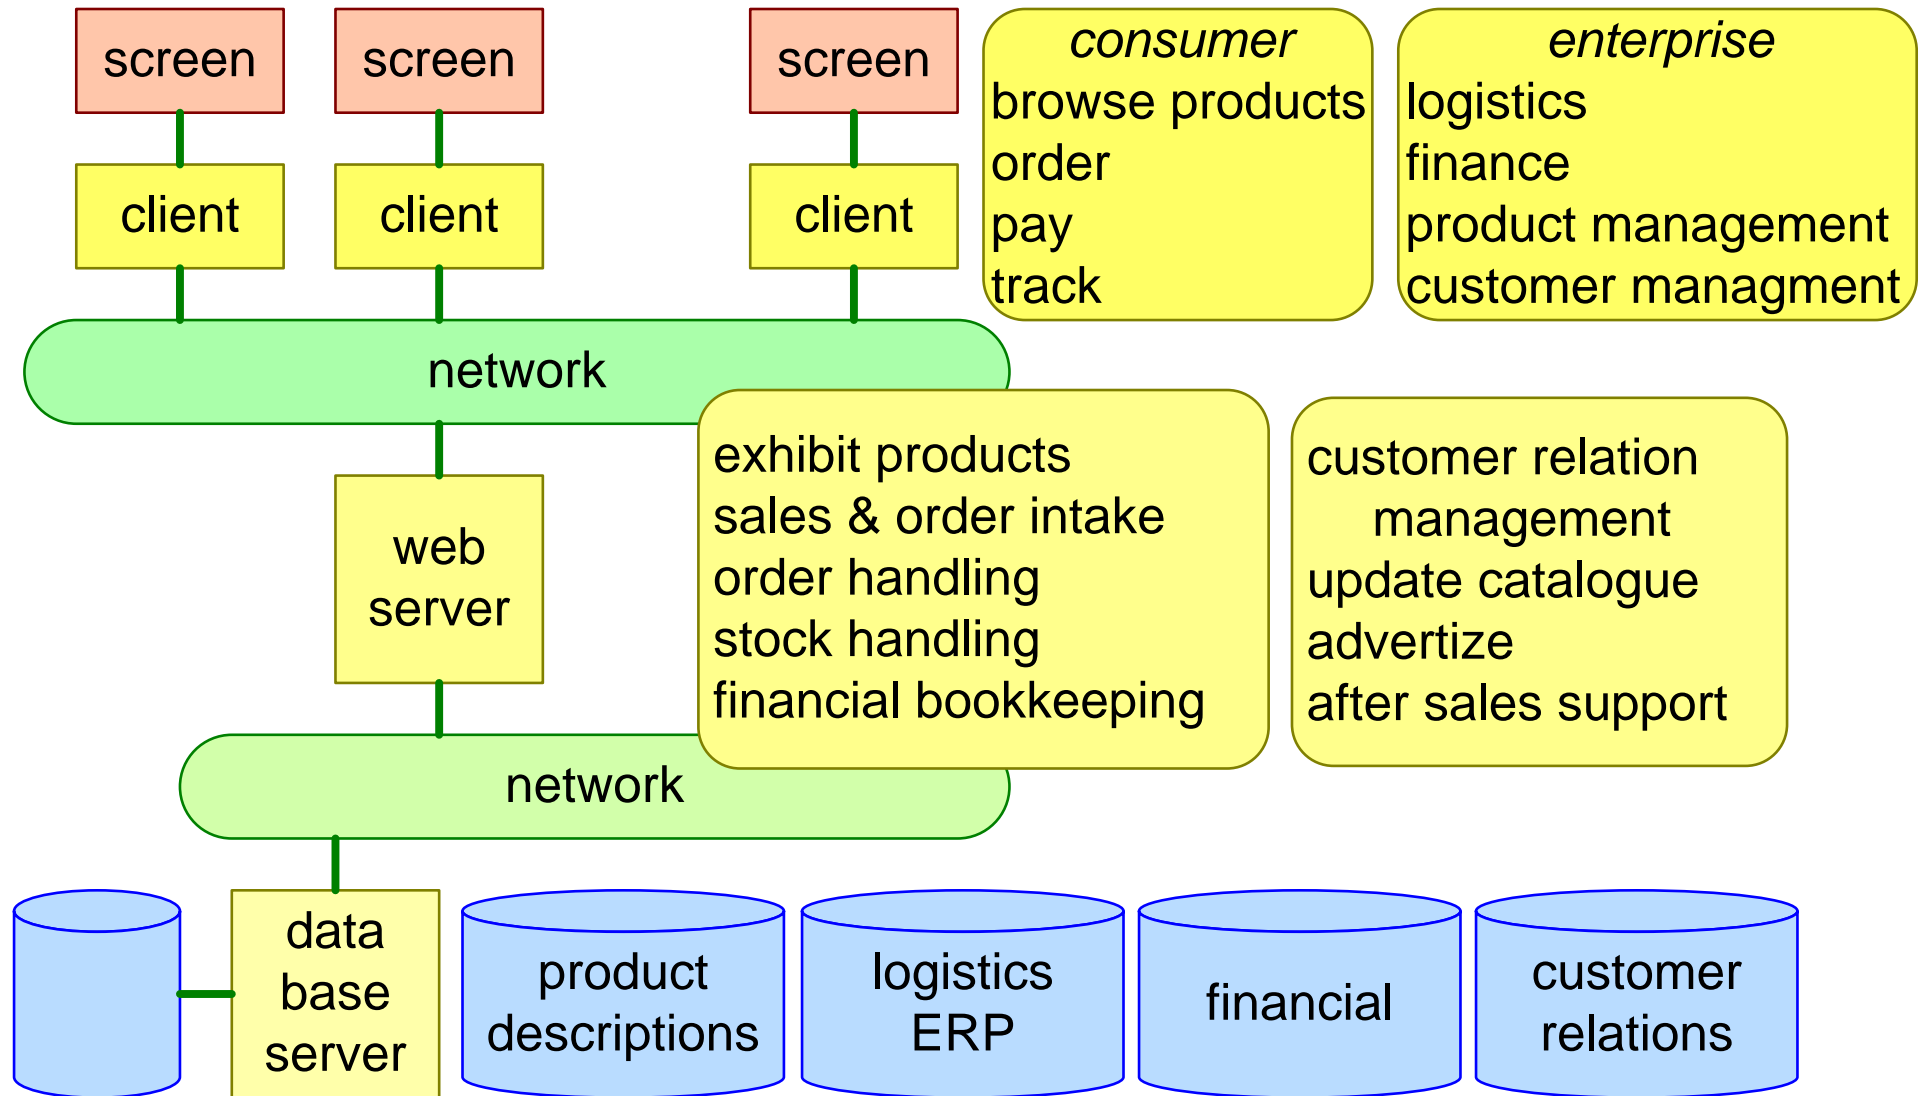 screen
screen
screen
client
client
client
consumer
browse products
order
pay
track
enterprise
logistics
finance
product management
customer managment
network
web
server
exhibit products
sales & order intake
order handling
stock handling
financial bookkeeping
customer relation
management
update catalogue
advertize
after sales support
network
data
base
server
product
descriptions
logistics
ERP
financial
customer
relations